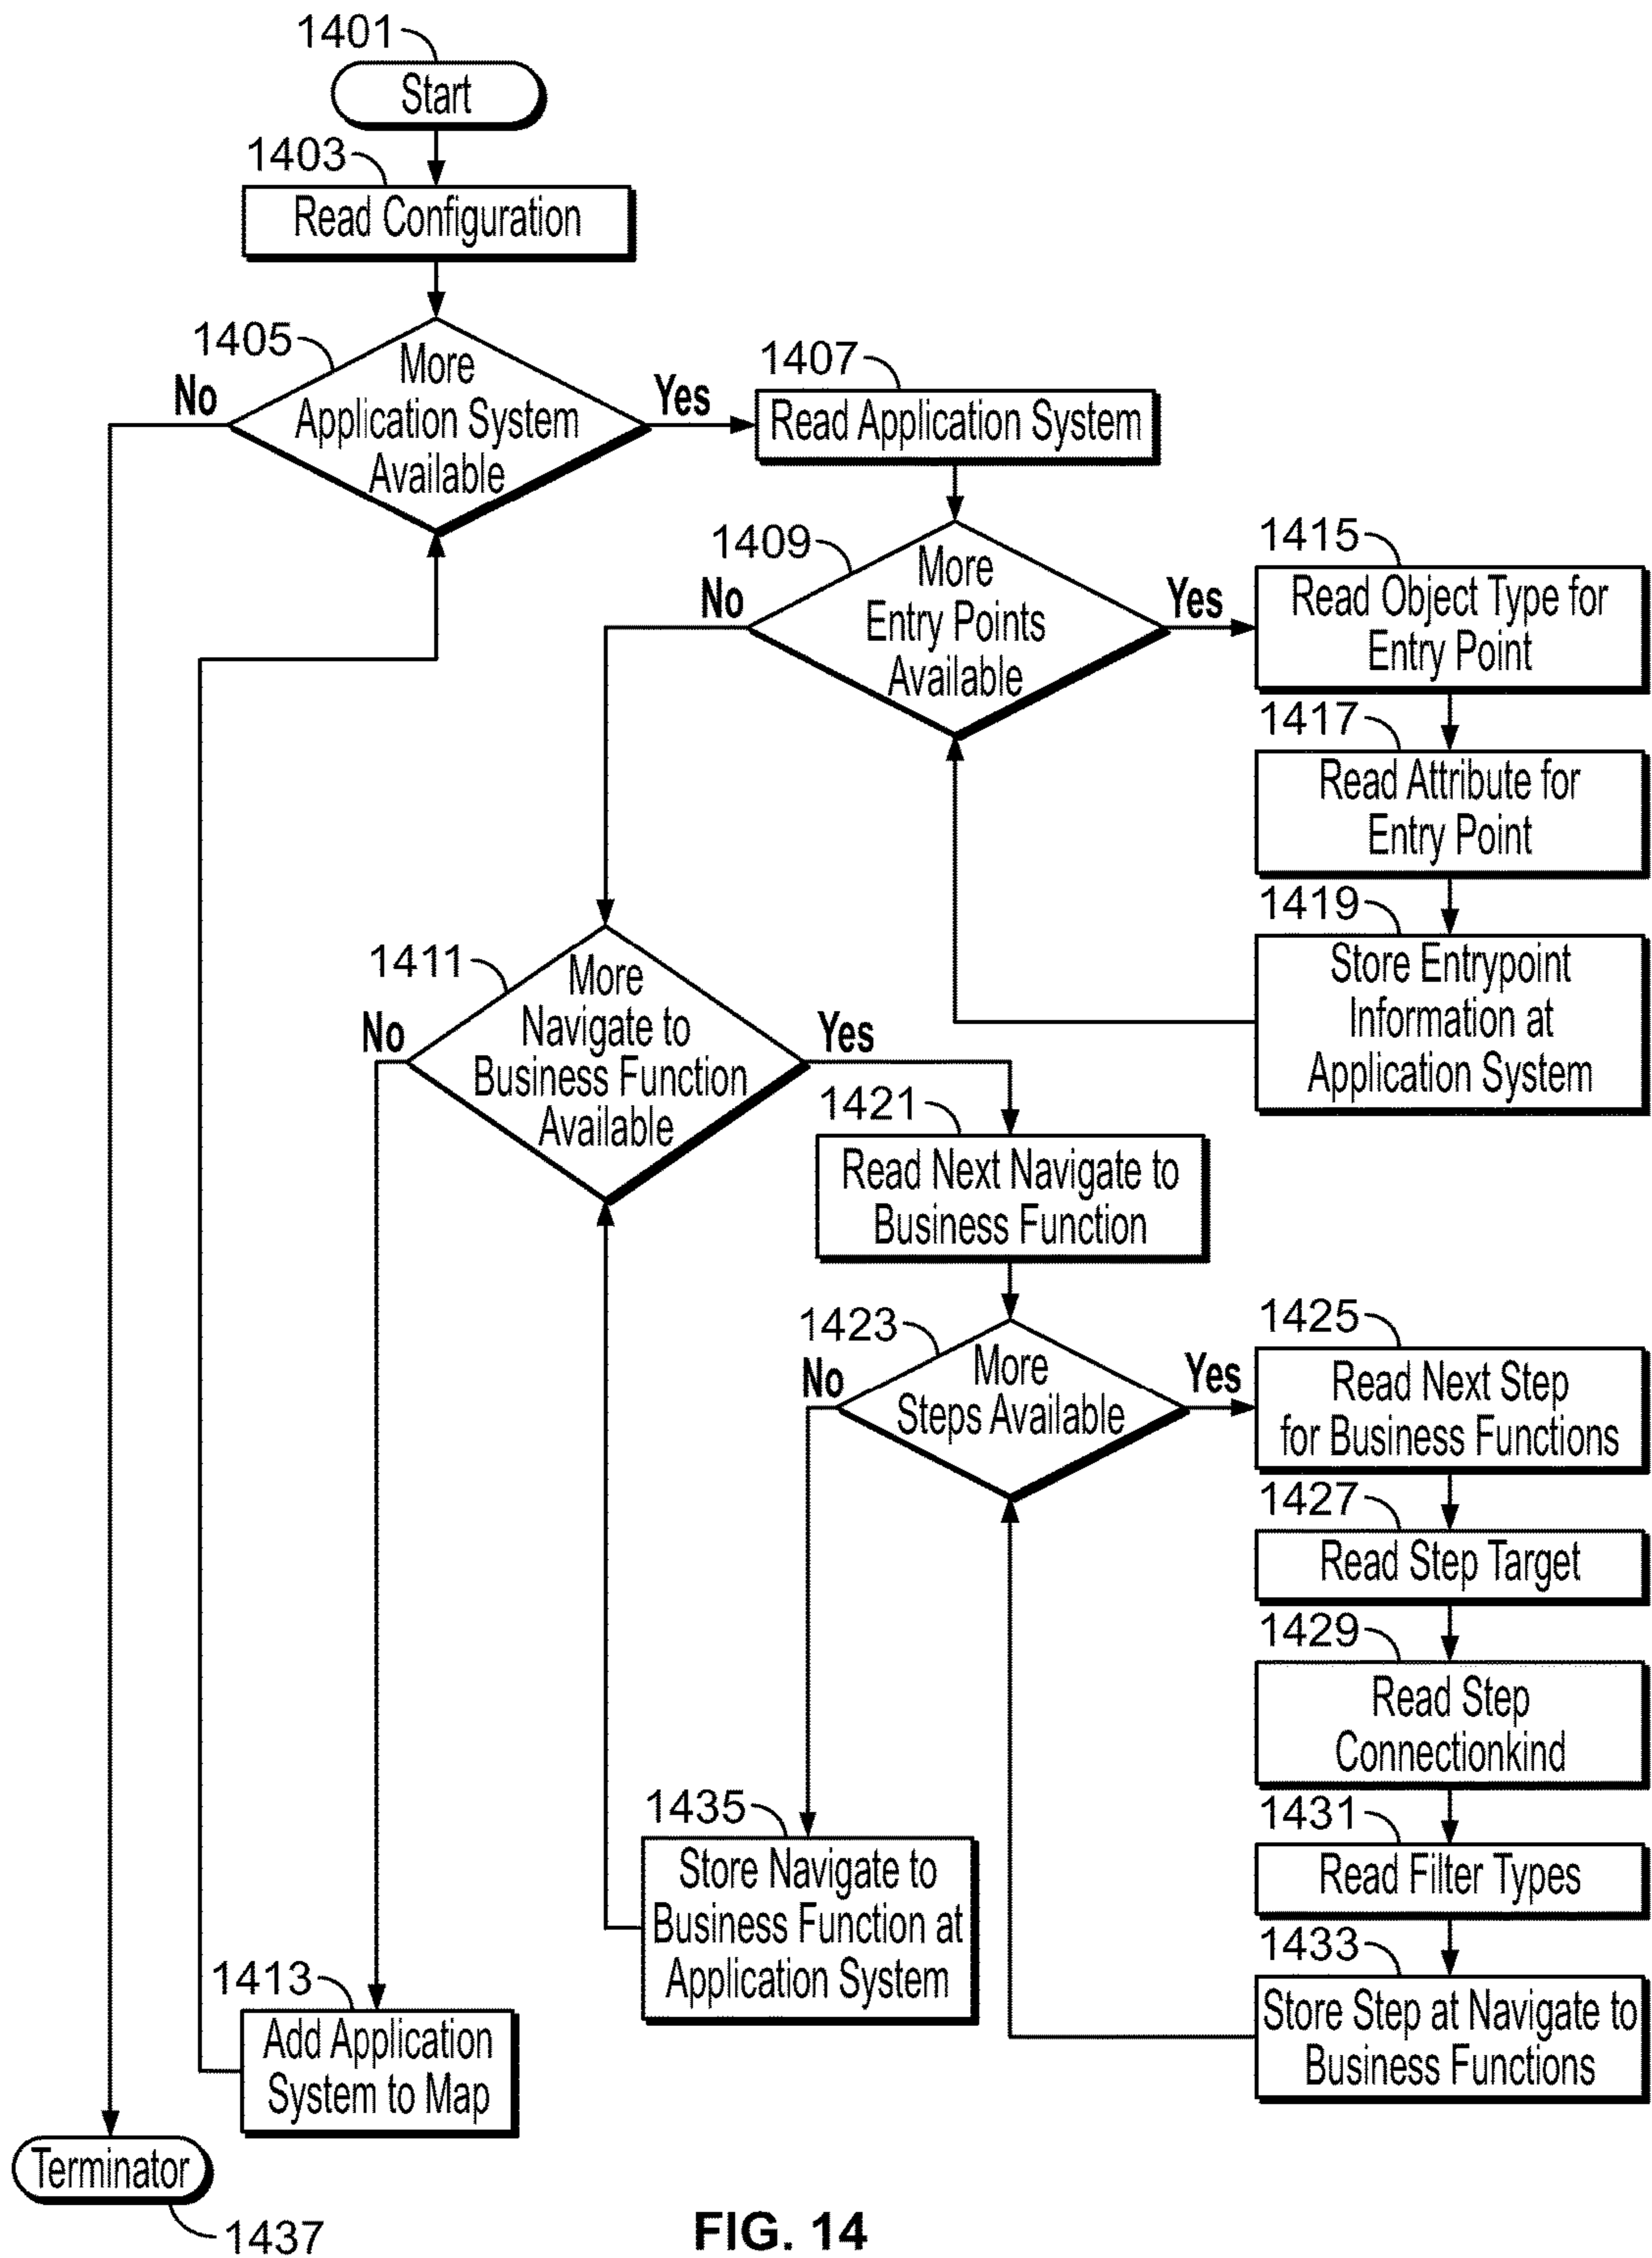 1401
Start
1403
Read Configuration
1405
More
Application System
Available
No
Yes
1407
Read Application System
1409
More
Entry Points
Available
No
Yes
1415
Read Object Type for
Entry Point
1417
Read Attribute for
Entry Point
1419
Store Entrypoint
Information at
Application System
1411
More
Navigate to
Business Function
Available
No
Yes
1421
Read Next Navigate to
Business Function
1423
More
Steps Available
No
Yes
1425
Read Next Step
for Business Functions
1427
Read Step Target
1429
Read Step
Connectionkind
1431
Read Filter Types
1433
Store Step at Navigate to
Business Functions
1435
Store Navigate to
Business Function at
Application System
1413
Add Application
System to Map
Terminator
1437
FIG. 14